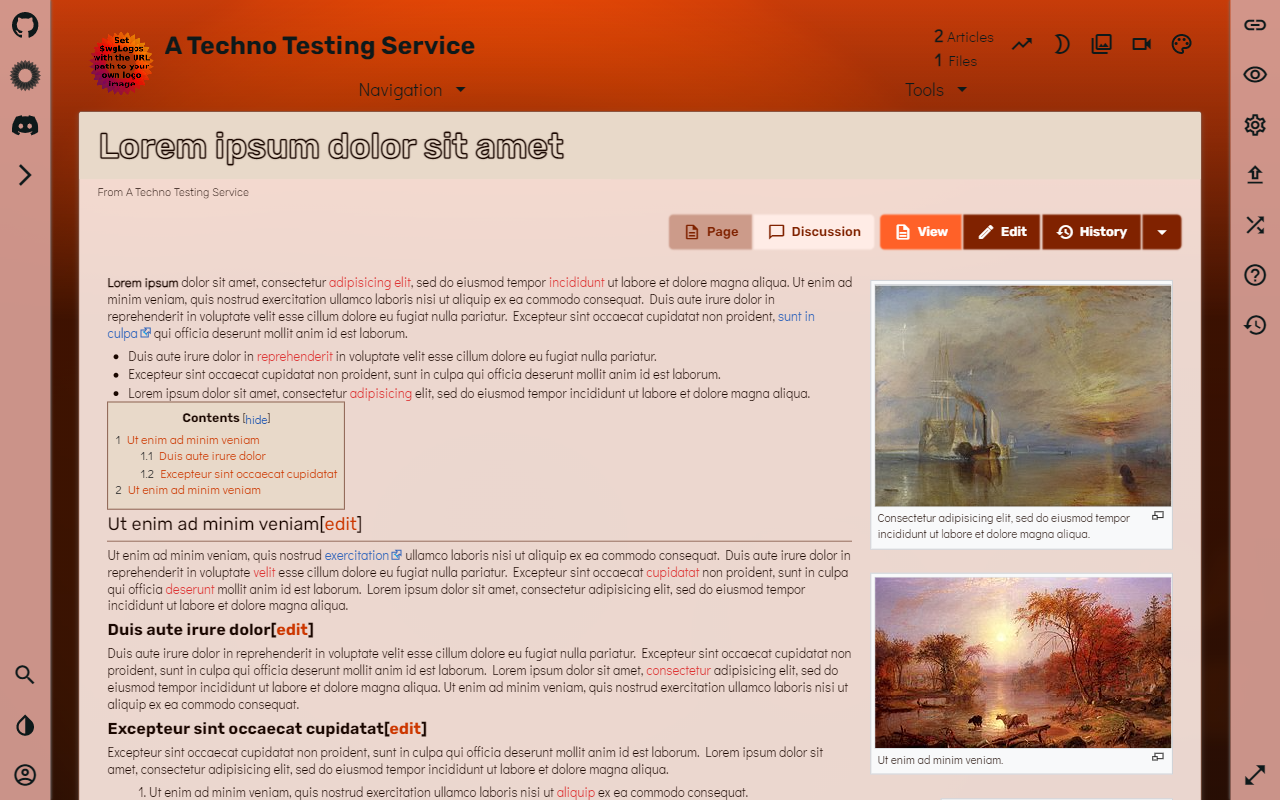 Set
$wgLogos
with the URL
path to your
own logo
image
A Techno Testing Service
2 Articles
1 Files
Navigation
Tools
Lorem ipsum dolor sit amet
From A Techno Testing Service
Page
Discussion
View
Edit
History
Lorem ipsum dolor sit amet, consectetur adipisicing elit, sed do eiusmod tempor incididunt ut labore et dolore magna aliqua. Ut enim ad
minim veniam, quis nostrud exercitation ullamco laboris nisi ut aliquip ex ea commodo consequat. Duis aute irure dolor in
reprehenderit in voluptate velit esse cillum dolore eu fugiat nulla pariatur. Excepteur sint occaecat cupidatat non proident, sunt in
culpa qui officia deserunt mollit anim id est laborum.
• Duis aute irure dolor in reprehenderit in voluptate velit esse cillum dolore eu fugiat nulla pariatur.
• Excepteur sint occaecat cupidatat non proident, sunt in culpa qui officia deserunt mollit anim id est laborum.
• Lorem ipsum dolor sit amet, consectetur adipisicing elit, sed do eiusmod tempor incididunt ut labore et dolore magna aliqua.
Contents [hide]
1 Ut enim ad minim veniam
1.1 Duis aute irure dolor
1.2 Excepteur sint occaecat cupidatat
2 Ut enim ad minim veniam
Ut enim ad minim veniam[edit]
Ut enim ad minim veniam, quis nostrud exercitation ullamco laboris nisi ut aliquip ex ea commodo consequat. Duis aute irure dolor in
reprehenderit in voluptate velit esse cillum dolore eu fugiat nulla pariatur. Excepteur sint occaecat cupidatat non proident, sunt in culpa
qui officia deserunt mollit anim id est laborum. Lorem ipsum dolor sit amet, consectetur adipisicing elit, sed do eiusmod tempor
incididunt ut labore et dolore magna aliqua.
Duis aute irure dolor[edit]
Duis aute irure dolor in reprehenderit in voluptate velit esse cillum dolore eu fugiat nulla pariatur. Excepteur sint occaecat cupidatat non
proident, sunt in culpa qui officia deserunt mollit anim id est laborum. Lorem ipsum dolor sit amet, consectetur adipisicing elit, sed do
eiusmod tempor incididunt ut labore et dolore magna aliqua. Ut enim ad minim veniam, quis nostrud exercitation ullamco laboris nisi ut
aliquip ex ea commodo consequat.
Excepteur sint occaecat cupidatat[edit]
Excepteur sint occaecat cupidatat non proident, sunt in culpa qui officia deserunt mollit anim id est laborum. Lorem ipsum dolor sit
amet, consectetur adipisicing elit, sed do eiusmod tempor incididunt ut labore et dolore magna aliqua.
1. Ut enim ad minim veniam, quis nostrud exercitation ullamco laboris nisi ut aliquip ex ea commodo consequat.
Consectetur adipisicing elit, sed do eiusmod tempor
incididunt ut labore et dolore magna aliqua.
Ut enim ad minim veniam.